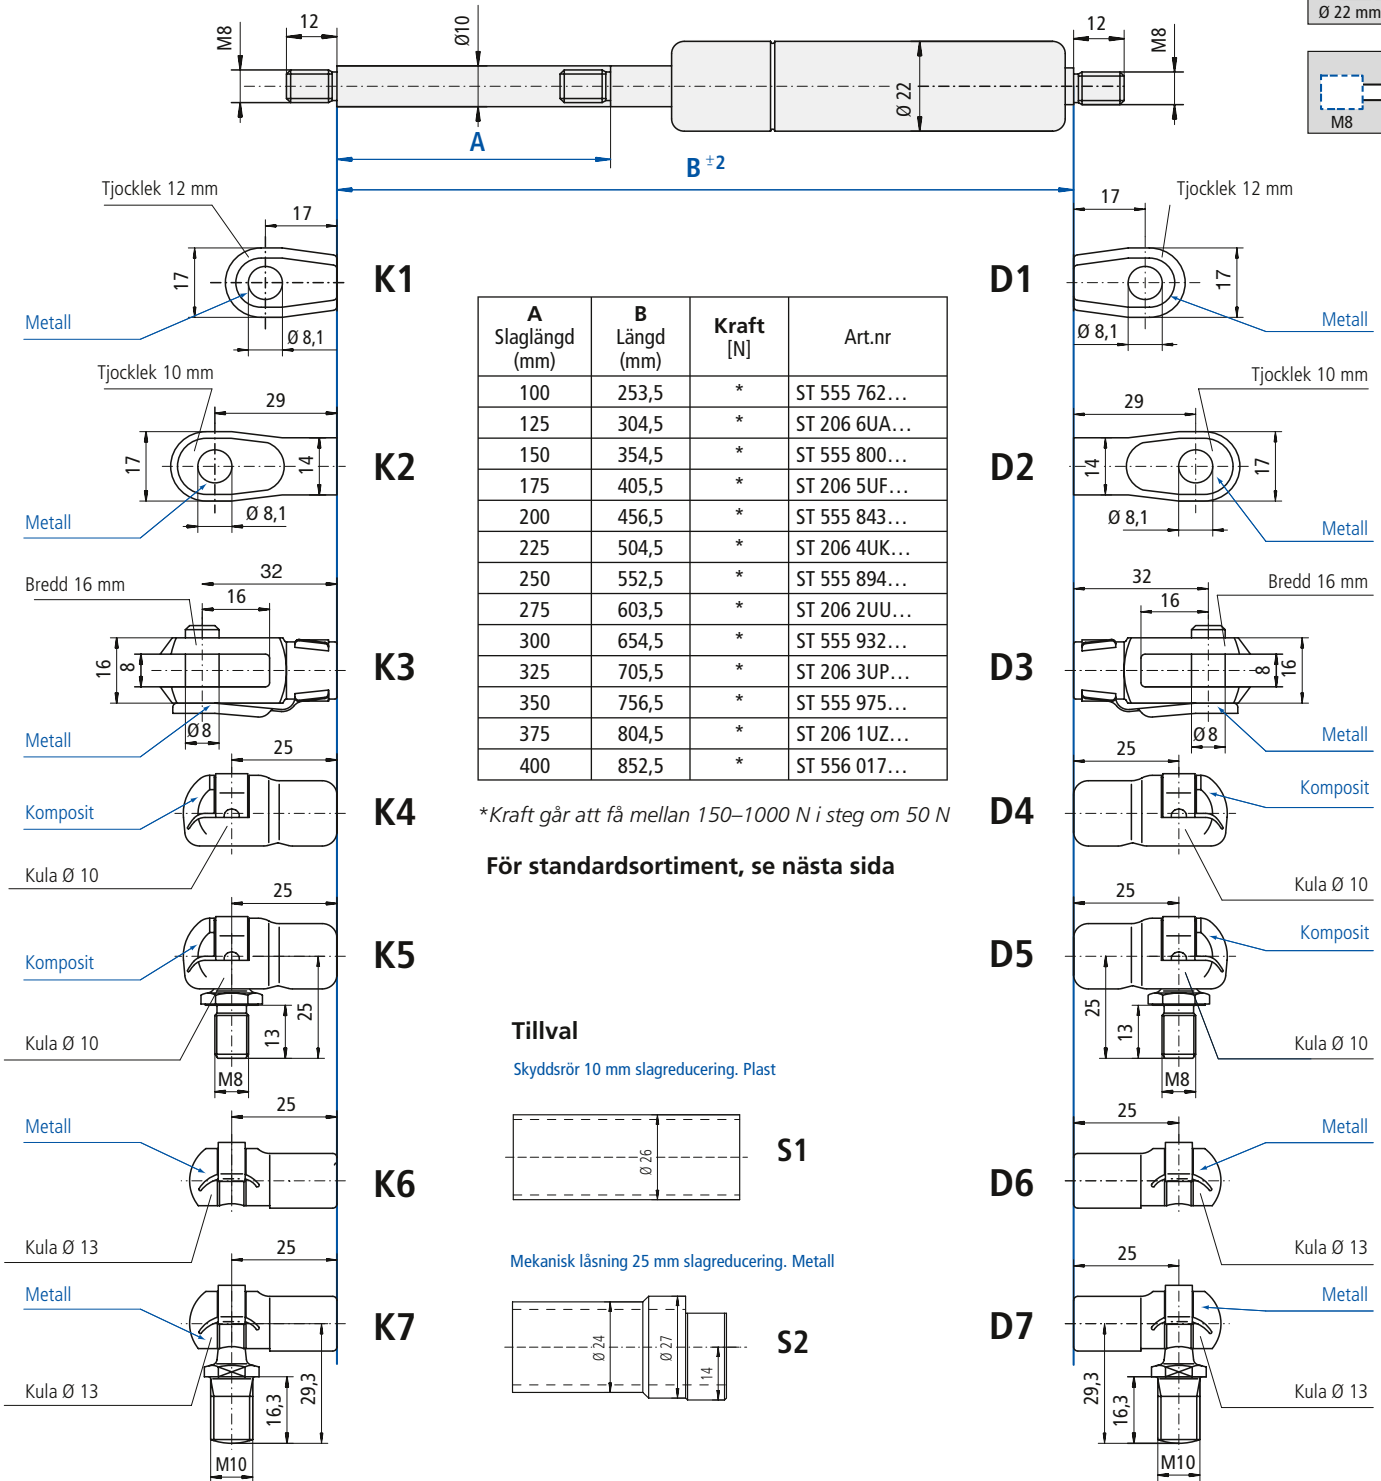 12
M8
Ø10
Ø 22
12
M8
Ø 22 mm
M8
A
B ±2
Tjocklek 12 mm
17
17
K1
Metall
Ø 8,1
17
Tjocklek 12 mm
D1
17
Metall
Ø 8,1
Tjocklek 10 mm
29
17
14
K2
Metall
Ø 8,1
Tjocklek 10 mm
29
14
17
D2
Ø 8,1
Metall
Bredd 16 mm
32
16
16
8
K3
Metall
Ø8
32
Bredd 16 mm
16
8
16
D3
Ø8
Metall
25
Komposit
K4
Kula Ø 10
25
Komposit
D4
Kula Ø 10
25
Komposit
K5
25
13
Kula Ø 10
M8
25
Komposit
D5
25
13
Kula Ø 10
M8
25
Metall
K6
Kula Ø 13
25
Metall
D6
Kula Ø 13
25
Metall
K7
Kula Ø 13
16,3
29,3
M10
25
Metall
D7
29,3
16,3
Kula Ø 13
M10
A Slaglängd (mm) B Längd (mm) Kraft [N] Art.nr
100 253,5 * ST 555 762...
125 304,5 * ST 206 6UA...
150 354,5 * ST 555 800...
175 405,5 * ST 206 5UF...
200 456,5 * ST 555 843...
225 504,5 * ST 206 4UK...
250 552,5 * ST 555 894...
275 603,5 * ST 206 2UU...
300 654,5 * ST 555 932...
325 705,5 * ST 206 3UP...
350 756,5 * ST 555 975...
375 804,5 * ST 206 1UZ...
400 852,5 * ST 556 017...
*Kraft går att få mellan 150–1000 N i steg om 50 N
För standardsortiment, se nästa sida
Tillval
Skyddsrör 10 mm slagreducering. Plast
Ø 26
S1
Mekanisk låsning 25 mm slagreducering. Metall
Ø 24
Ø 27
14
S2